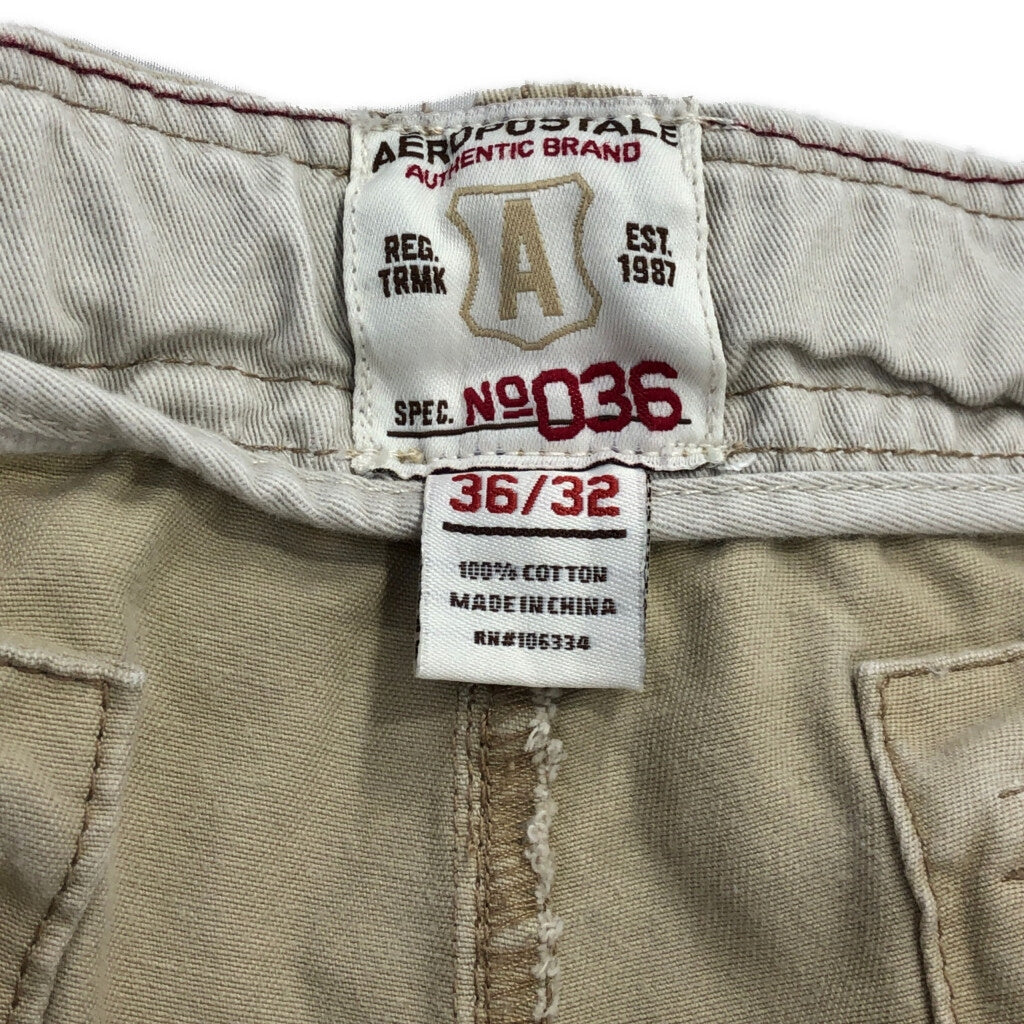 AEROPOSTALE
AUTHENTIC BRAND
A
REG.
TRMK
EST.
1987
SPEC. Nº036
36/32
100% COTTON
MADE IN CHINA
RN#106334